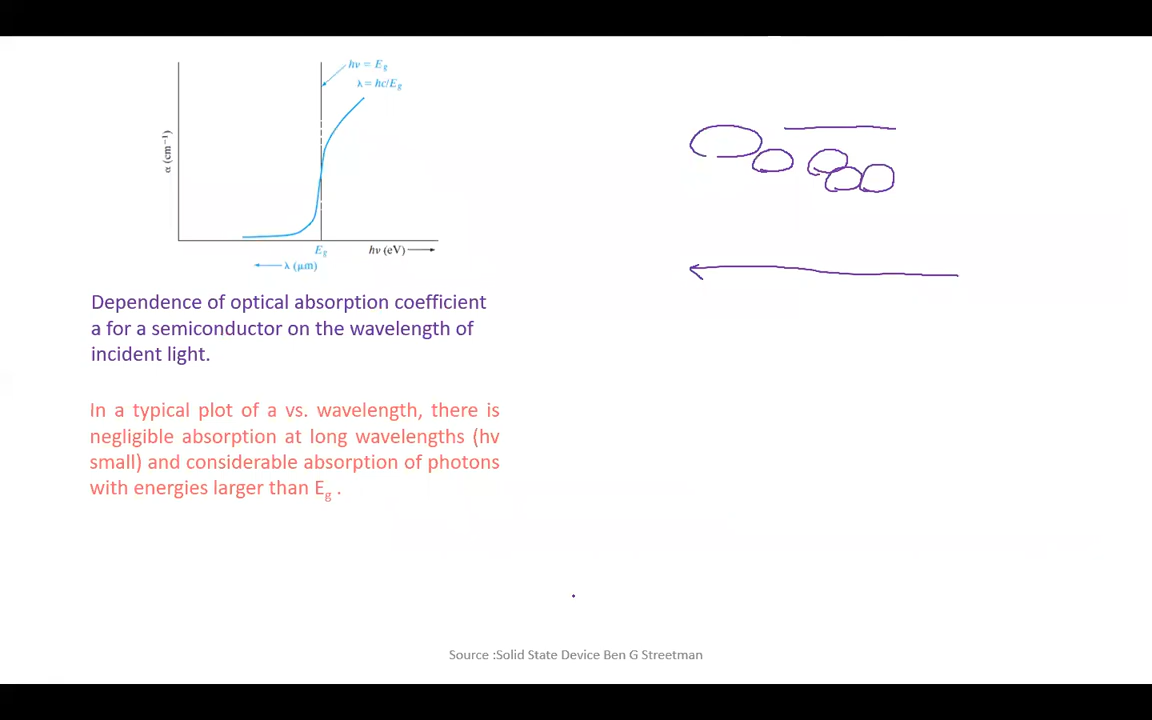 hν = Eg
λ = hc/Eg
α (cm⁻¹)
Eg
hν (eV)
λ (μm)
Dependence of optical absorption coefficient
a for a semiconductor on the wavelength of
incident light.
In a typical plot of a vs. wavelength, there is
negligible absorption at long wavelengths (hv
small) and considerable absorption of photons
with energies larger than Eg .
Source :Solid State Device Ben G Streetman